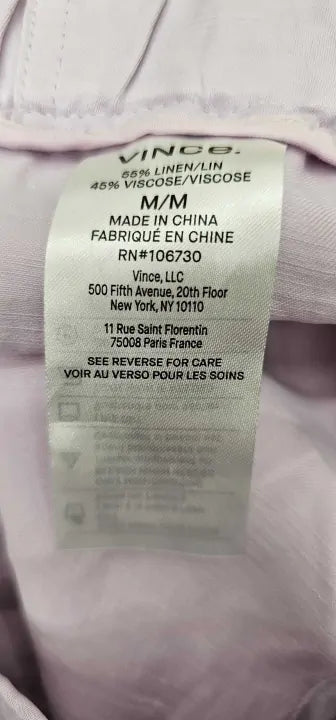 VINCE.
55% LINEN/LIN
45% VISCOSE/VISCOSE
M/M
MADE IN CHINA
FABRIQUÉ EN CHINE
RN#106730
Vince, LLC
500 Fifth Avenue, 20th Floor
New York, NY 10110
11 Rue Saint Florentin
75008 Paris France
SEE REVERSE FOR CARE
VOIR AU VERSO POUR LES SOINS